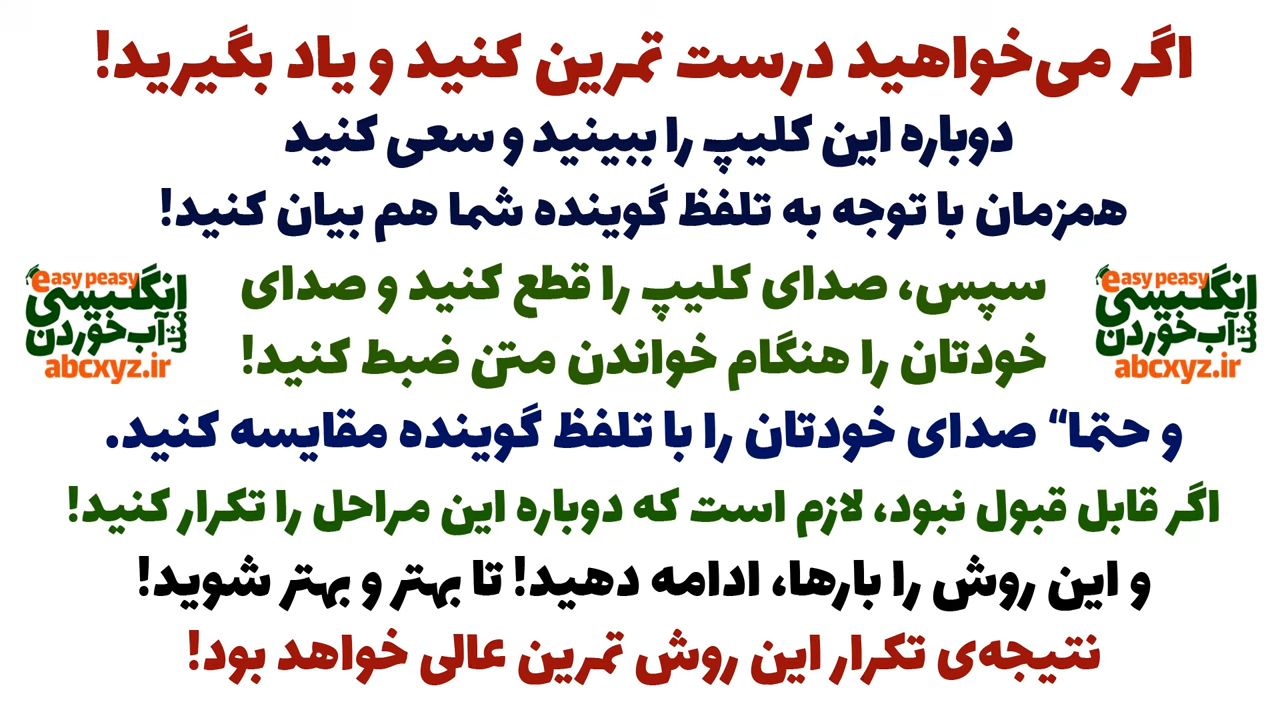 اگر می‌خواهید درست تمرین کنید و یاد بگیرید!
دوباره این کلیپ را ببینید و سعی کنید
همزمان با توجه به تلفظ گوینده شما هم بیان کنید!
سپس، صدای کلیپ را قطع کنید و صدای
خودتان را هنگام خواندن متن ضبط کنید!
و حتما“ صدای خودتان را با تلفظ گوینده مقایسه کنید.
اگر قابل قبول نبود، لازم است که دوباره این مراحل را تکرار کنید!
و این روش را بارها، ادامه دهید! تا بهتر و بهتر شوید!
نتیجه‌ی تکرار این روش تمرین عالی خواهد بود!
easy peasy
انگلیسی
مثل آب خوردن
abcxyz.ir
easy peasy
انگلیسی
مثل آب خوردن
abcxyz.ir